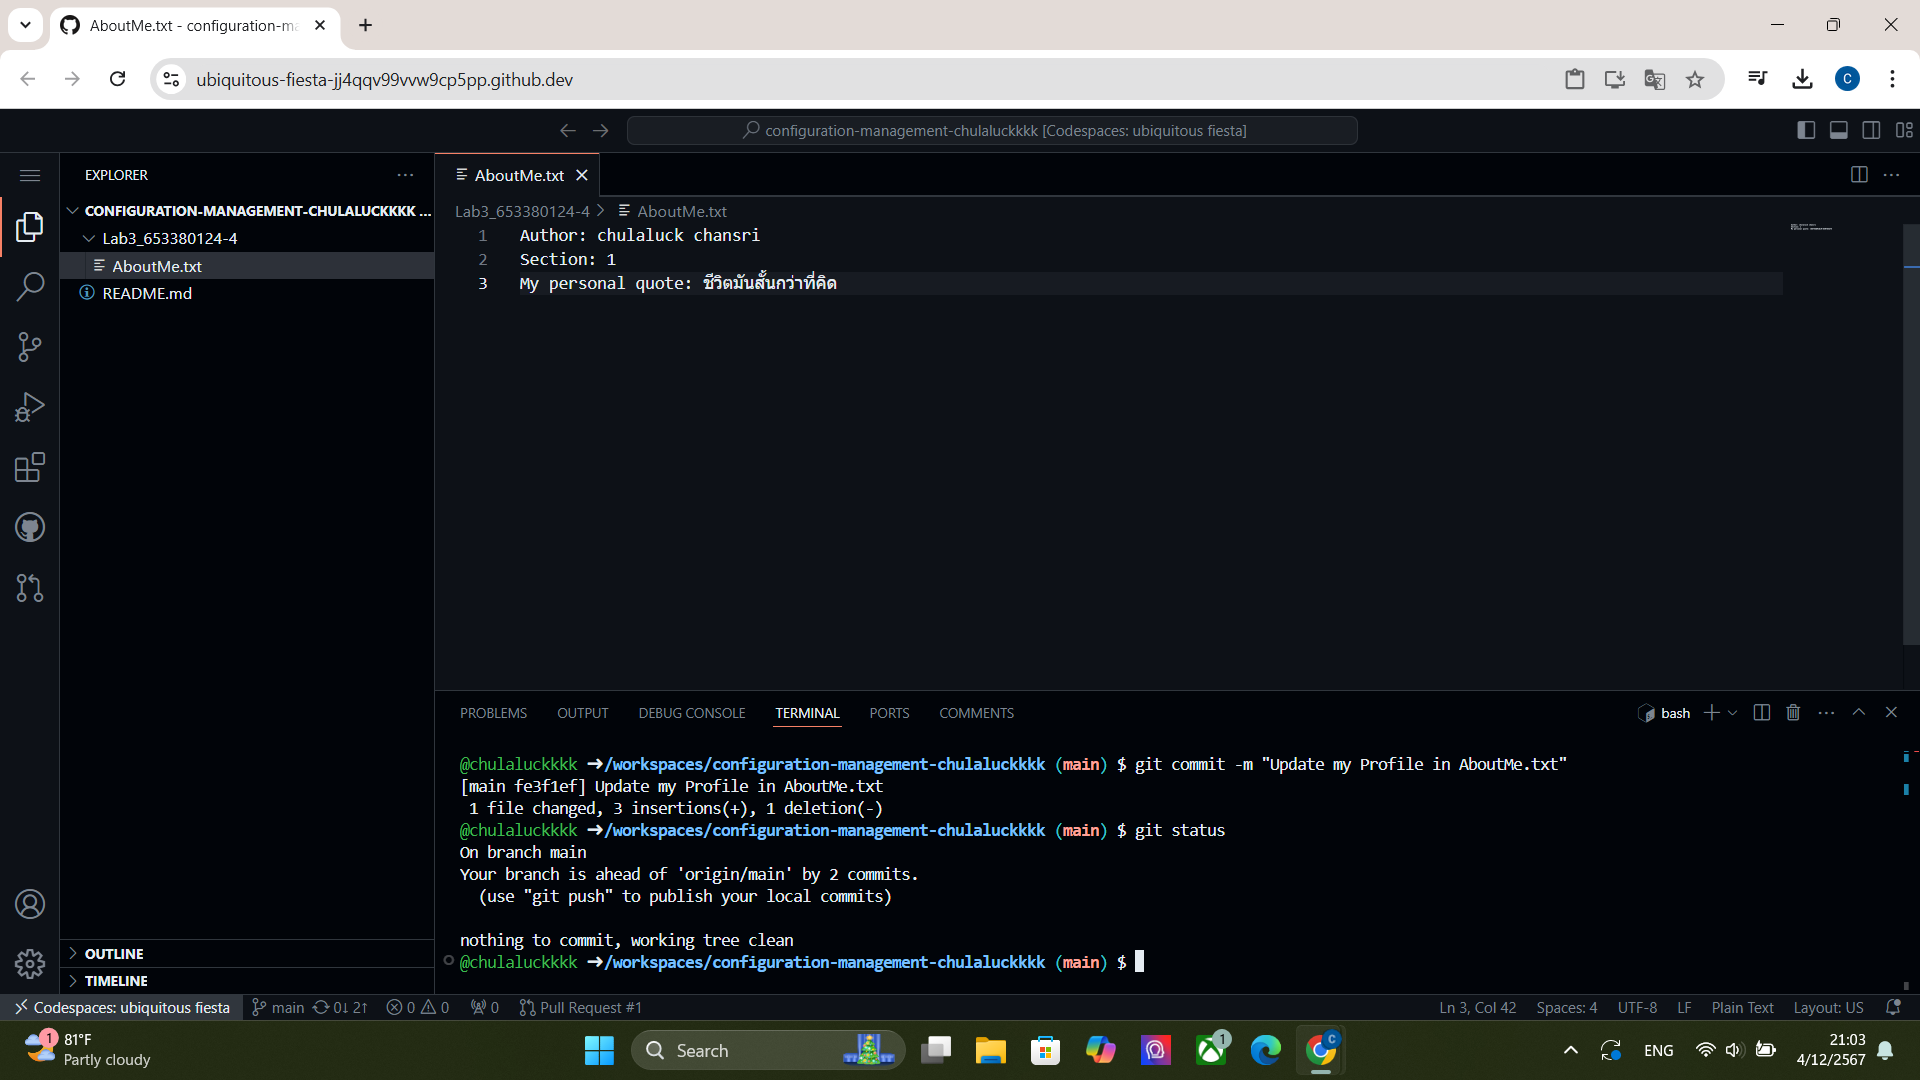 AboutMe.txt - configuration-ma
ubiquitous-fiesta-jj4qqv99vvw9cp5pp.github.dev
C
configuration-management-chulaluckkkk [Codespaces: ubiquitous fiesta]
EXPLORER
CONFIGURATION-MANAGEMENT-CHULALUCKKKK ...
Lab3_653380124-4
AboutMe.txt
README.md
OUTLINE
TIMELINE
AboutMe.txt
Lab3_653380124-4 > AboutMe.txt
1 Author: chulaluck chansri
2 Section: 1
3 My personal quote: ชีวิตมันสั้นกว่าที่คิด
PROBLEMS OUTPUT DEBUG CONSOLE TERMINAL PORTS COMMENTS
bash
@chulaluckkkk ➜/workspaces/configuration-management-chulaluckkkk (main) $ git commit -m "Update my Profile in AboutMe.txt"
[main fe3f1ef] Update my Profile in AboutMe.txt
1 file changed, 3 insertions(+), 1 deletion(-)
@chulaluckkkk ➜/workspaces/configuration-management-chulaluckkkk (main) $ git status
On branch main
Your branch is ahead of 'origin/main' by 2 commits.
(use "git push" to publish your local commits)
nothing to commit, working tree clean
@chulaluckkkk ➜/workspaces/configuration-management-chulaluckkkk (main) $
Codespaces: ubiquitous fiesta main 0↓ 2↑ 0 0 0 Pull Request #1 Ln 3, Col 42 Spaces: 4 UTF-8 LF Plain Text Layout: US
1
81°F
Partly cloudy
Search
1
C
ENG
21:03
4/12/2567